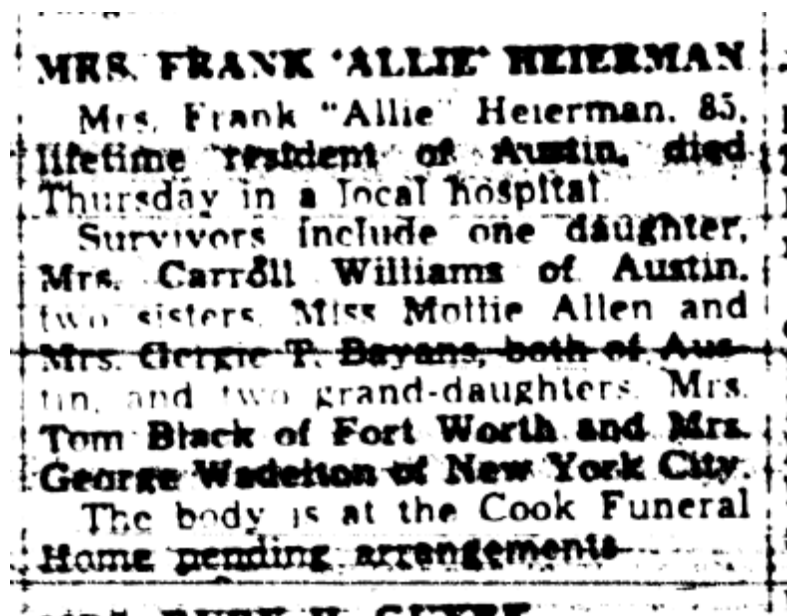 MRS. FRANK 'ALLIE' HEIERMAN
Mrs. Frank "Allie" Heierman, 85,
lifetime resident of Austin, died
Thursday in a local hospital.
Survivors include one daughter,
Mrs. Carroll Williams of Austin,
two sisters, Miss Mollie Allen and
Mrs. T. both of Aus-
tin, and two grand-daughters, Mrs.
Tom Black of Fort Worth and Mrs.
George Wadelton of New York City.
The body is at the Cook Funeral
Home pending arrangements